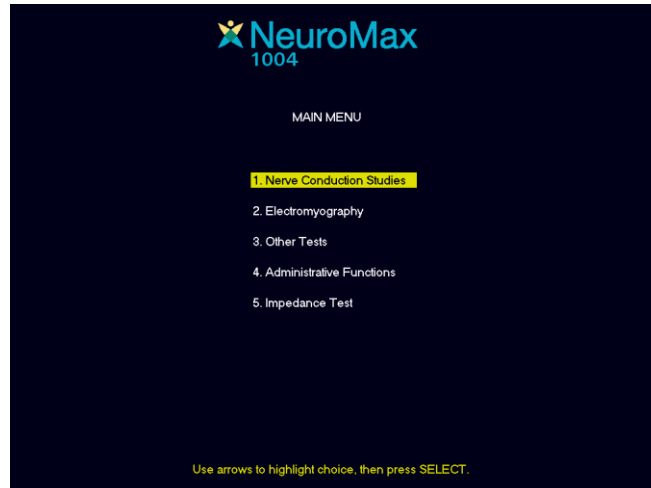 NeuroMax
1004
MAIN MENU
1. Nerve Conduction Studies
2. Electromyography
3. Other Tests
4. Administrative Functions
5. Impedance Test
Use arrows to highlight choice, then press SELECT.